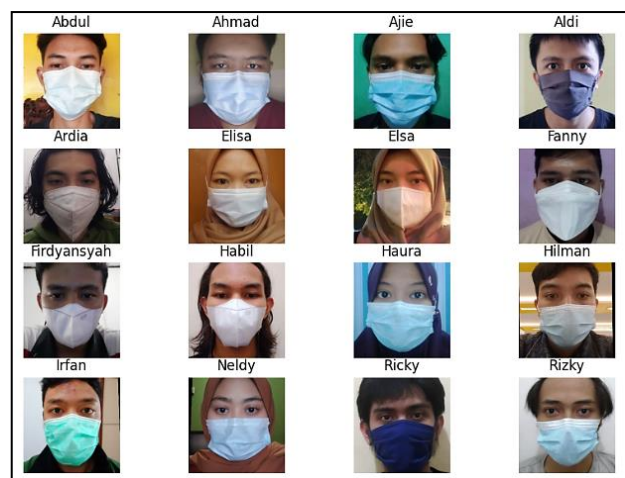 Abdul Ahmad Ajie Aldi
Ardia Elisa Elsa Fanny
Firdyansyah Habil Haura Hilman
Irfan Neldy Ricky Rizky